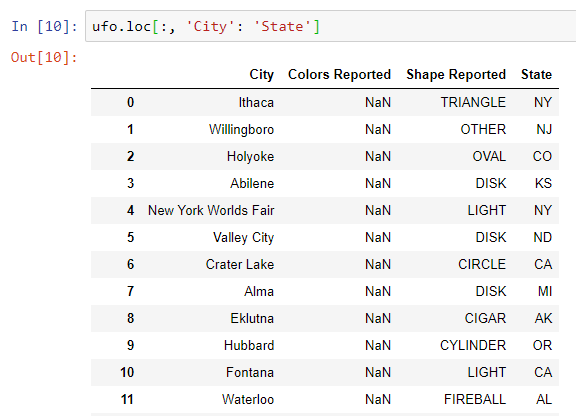 In [10]: ufo.loc[:, 'City': 'State']
Out[10]:
City Colors Reported Shape Reported State
0 Ithaca NaN TRIANGLE NY
1 Willingboro NaN OTHER NJ
2 Holyoke NaN OVAL CO
3 Abilene NaN DISK KS
4 New York Worlds Fair NaN LIGHT NY
5 Valley City NaN DISK ND
6 Crater Lake NaN CIRCLE CA
7 Alma NaN DISK MI
8 Eklutna NaN CIGAR AK
9 Hubbard NaN CYLINDER OR
10 Fontana NaN LIGHT CA
11 Waterloo NaN FIREBALL AL